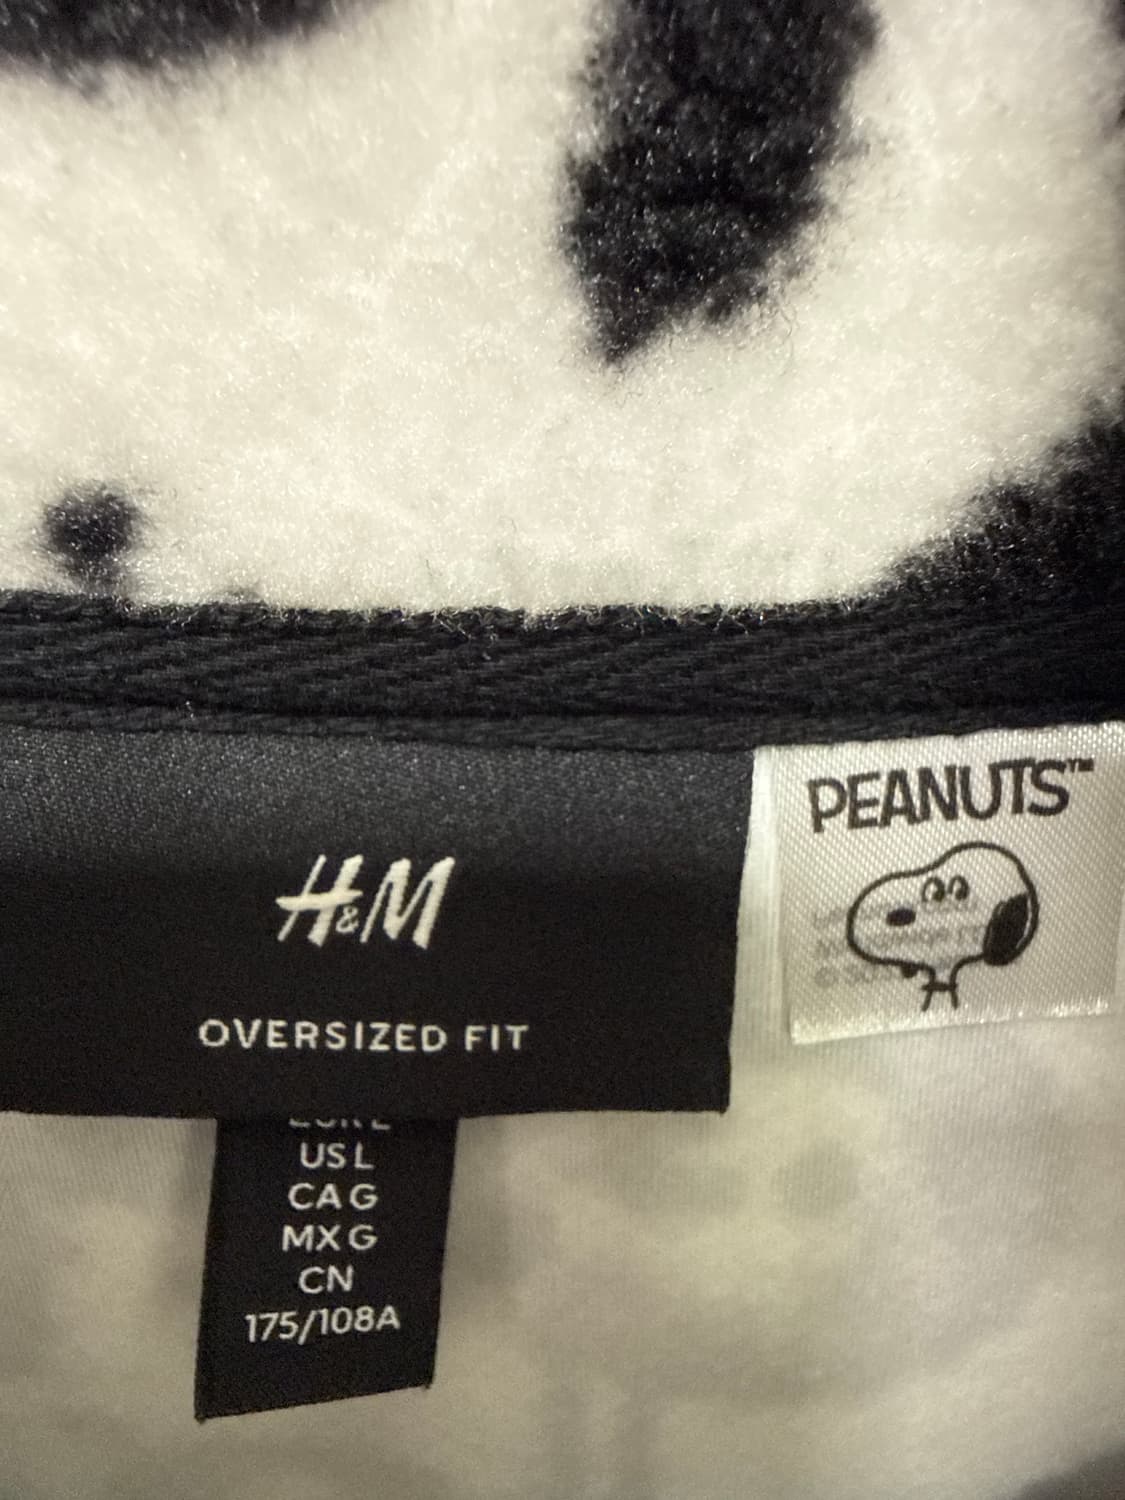 H&M
OVERSIZED FIT
US L
CA G
MX G
CN
175/108A
PEANUTS™